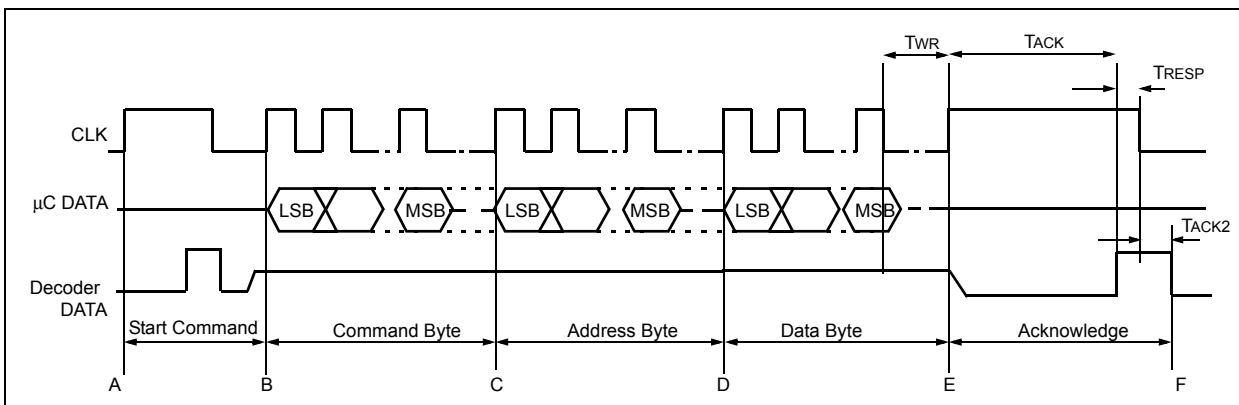 TWR
TACK
TRESP
CLK
μC DATA
LSB
MSB
LSB
MSB
LSB
MSB
TACK2
Decoder
DATA
Start Command
Command Byte
Address Byte
Data Byte
Acknowledge
A
B
C
D
E
F